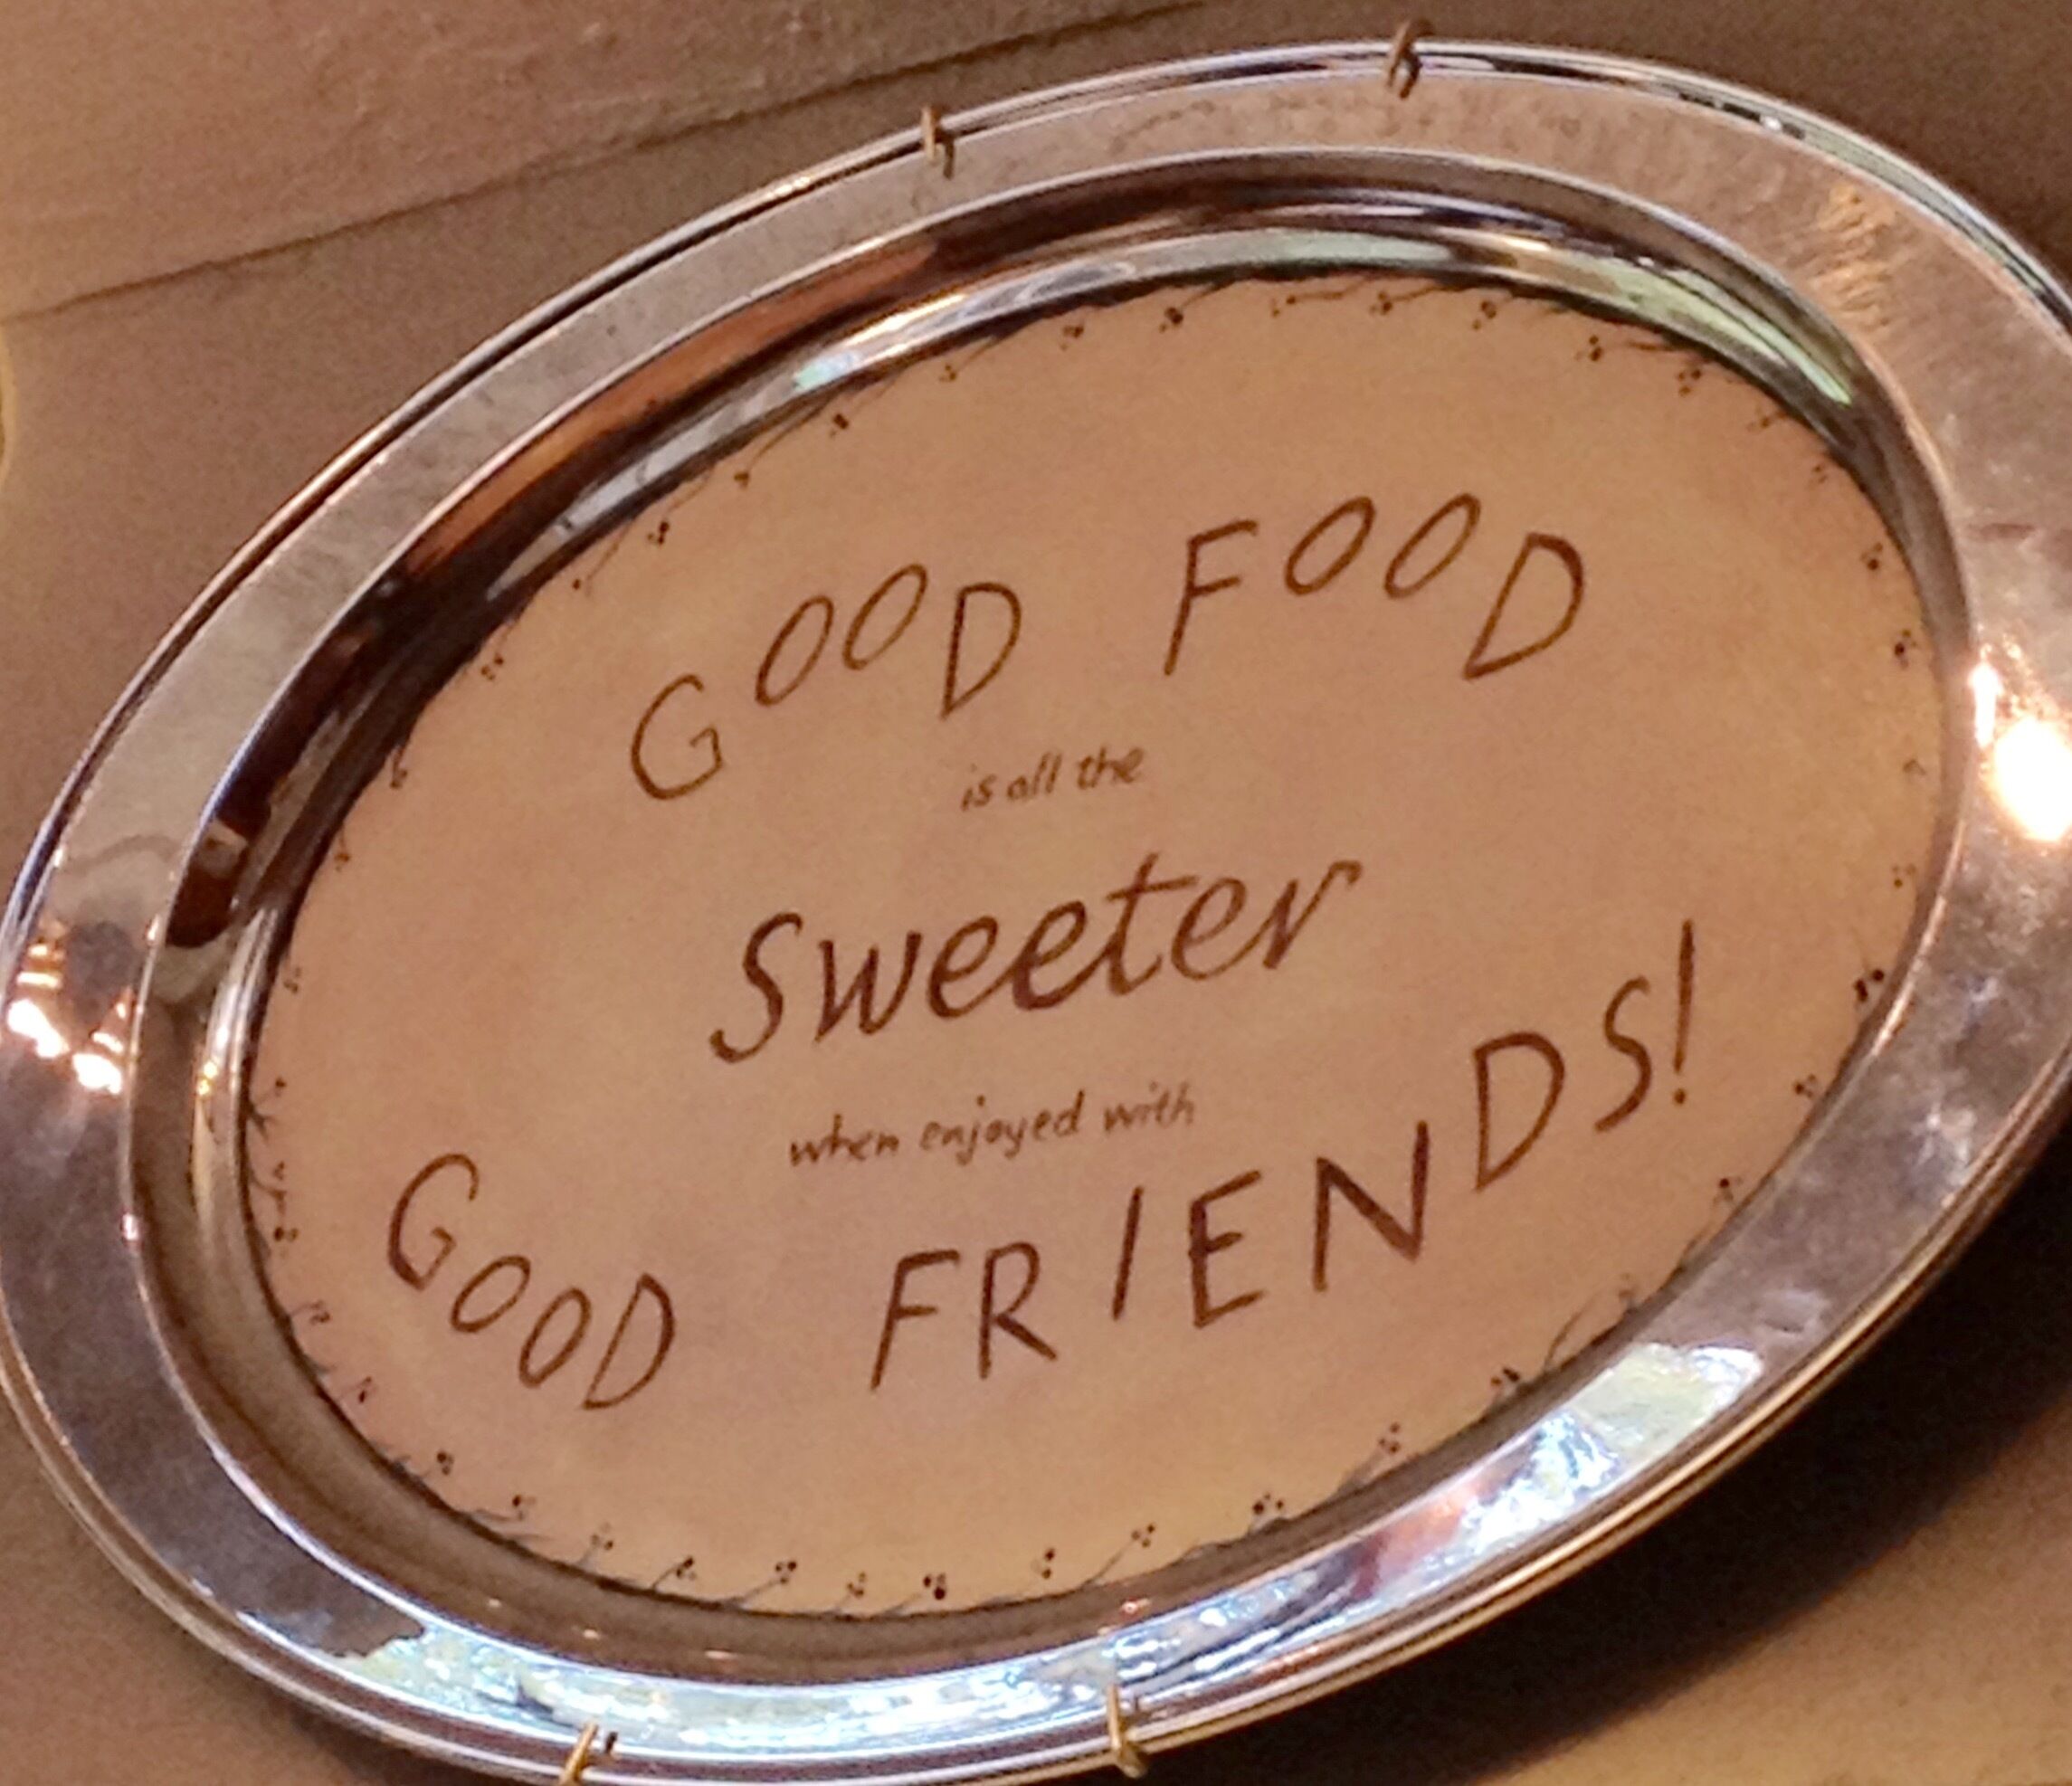 GOOD FOOD
is all the
Sweeter
when enjoyed with
GOOD FRIENDS!